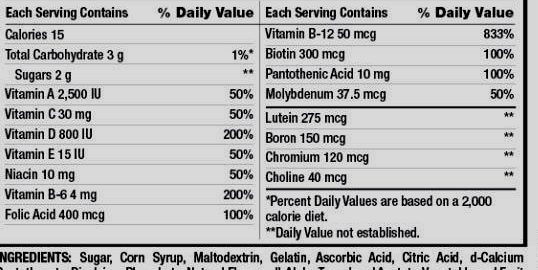 Each Serving Contains % Daily Value
Calories 15
Total Carbohydrate 3 g 1%*
Sugars 2 g **
Vitamin A 2,500 IU 50%
Vitamin C 30 mg 50%
Vitamin D 800 IU 200%
Vitamin E 15 IU 50%
Niacin 10 mg 50%
Vitamin B-6 4 mg 200%
Folic Acid 400 mcg 100%
Each Serving Contains % Daily Value
Vitamin B-12 50 mcg 833%
Biotin 300 mcg 100%
Pantothenic Acid 10 mg 100%
Molybdenum 37.5 mcg 50%
Lutein 275 mcg **
Boron 150 mcg **
Chromium 120 mcg **
Choline 40 mcg **
*Percent Daily Values are based on a 2,000
calorie diet.
**Daily Value not established.
NGREDIENTS: Sugar, Corn Syrup, Maltodextrin, Gelatin, Ascorbic Acid, Citric Acid, d-Calcium